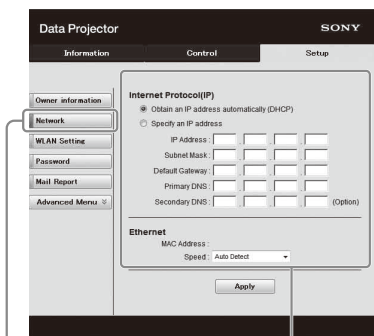 Data Projector
SONY
Information
Control
Setup
Owner information
Network
WLAN Setting
Password
Mail Report
Advanced Menu
Internet Protocol(IP)
Obtain an IP address automatically (DHCP)
Specify an IP address
IP Address :
Subnet Mask :
Default Gateway :
Primary DNS :
Secondary DNS : (Option)
Ethernet
MAC Address :
Speed : Auto Detect
Apply